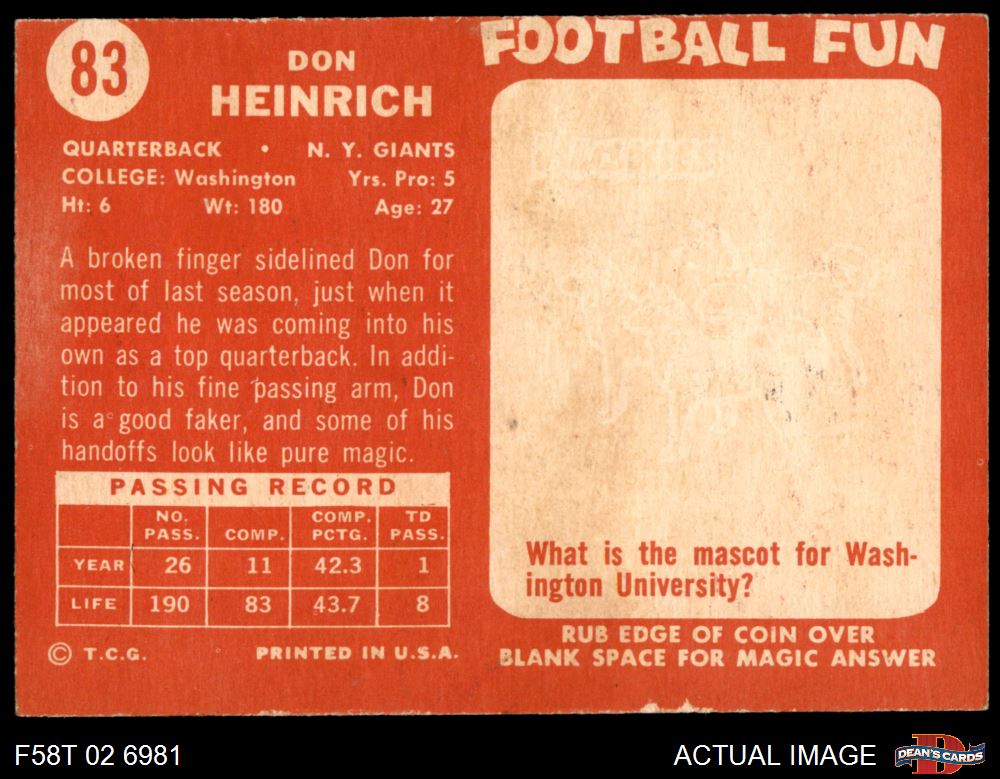 83
DON
HEINRICH
QUARTERBACK • N. Y. GIANTS
COLLEGE: Washington Yrs. Pro: 5
Ht: 6 Wt: 180 Age: 27
A broken finger sidelined Don for
most of last season, just when it
appeared he was coming into his
own as a top quarterback. In addi-
tion to his fine passing arm, Don
is a good faker, and some of his
handoffs look like pure magic.
PASSING RECORD
NO. PASS. COMP. COMP. PCTG. TD PASS.
YEAR 26 11 42.3 1
LIFE 190 83 43.7 8
© T.C.G. PRINTED IN U.S.A.
FOOTBALL FUN
What is the mascot for Wash-
ington University?
RUB EDGE OF COIN OVER
BLANK SPACE FOR MAGIC ANSWER
F58T 02 6981
ACTUAL IMAGE
DEAN'S CARDS